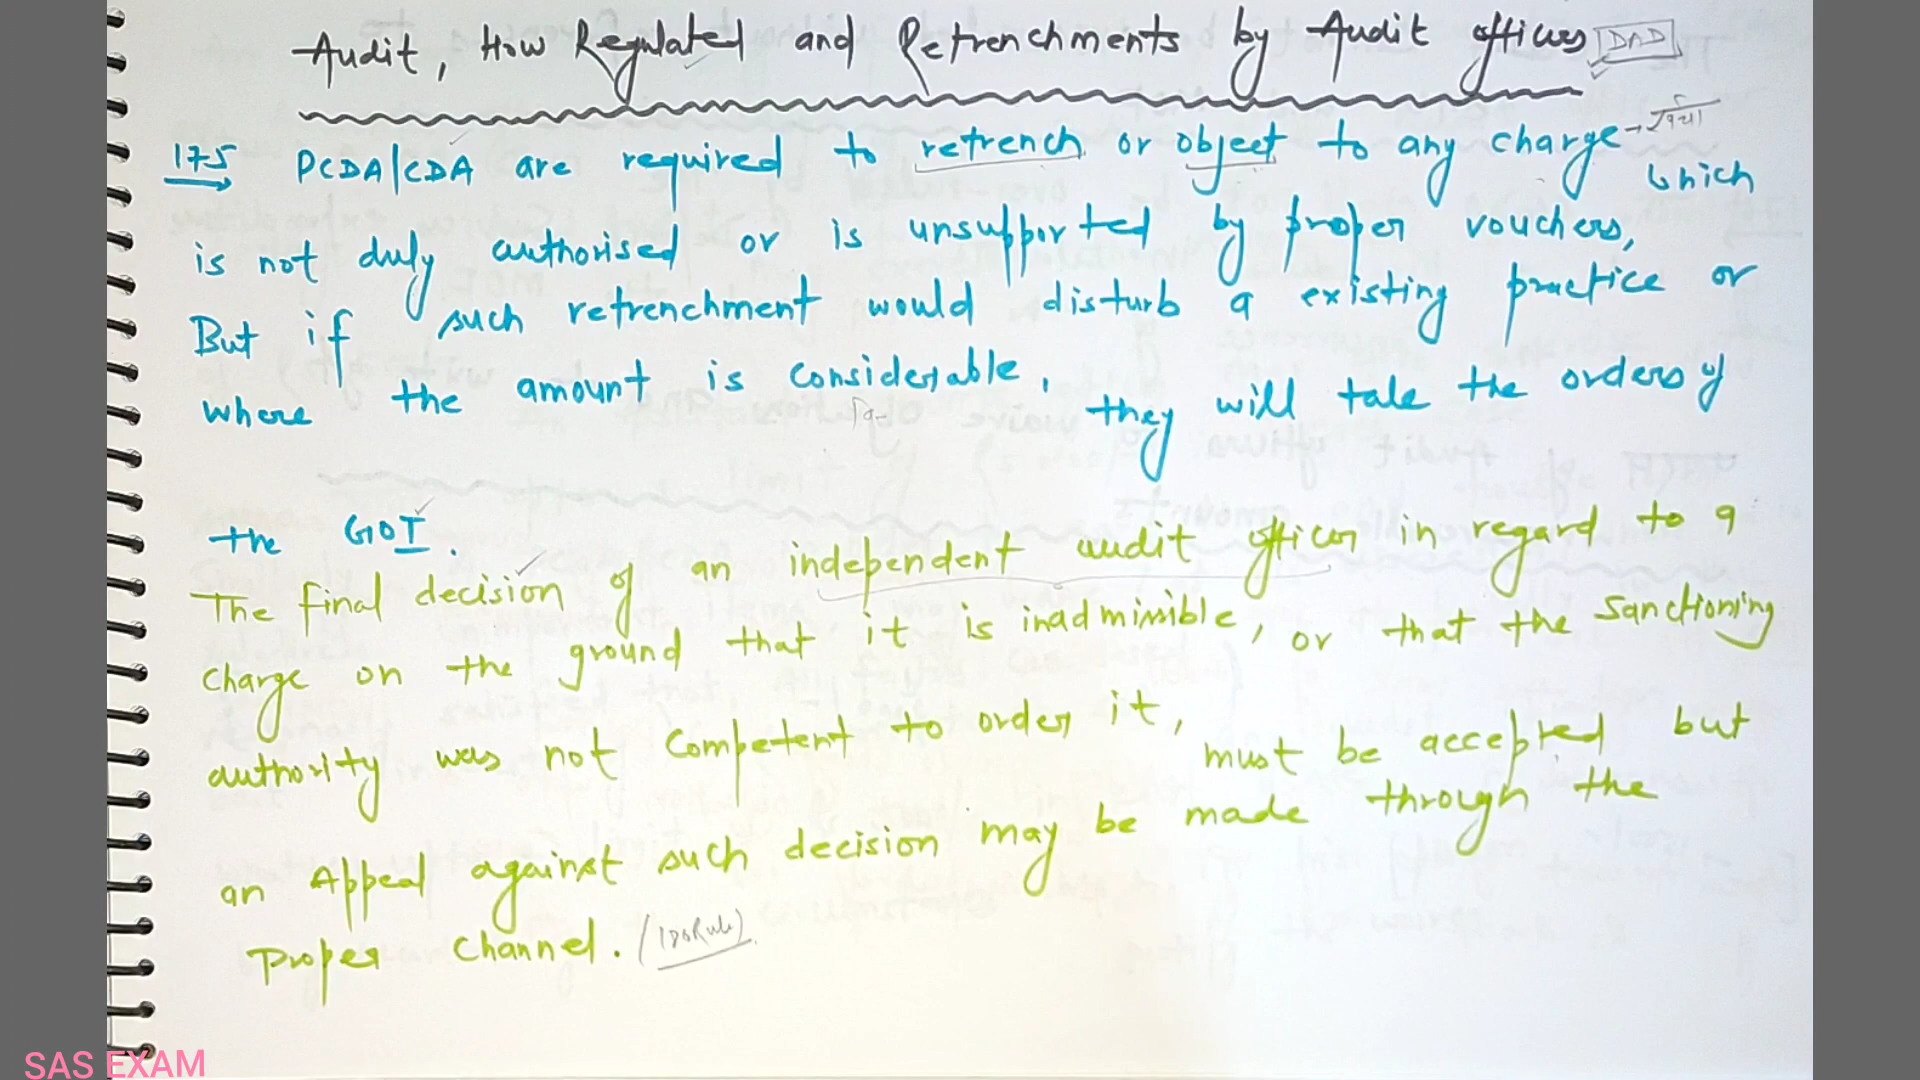 Audit, How Regulated and Retrenchments by Audit officers [DAD]
175 PCDA/CDA are required to retrench or object to any charge which
is not duly authorised or is unsupported by proper vouchers,
But if such retrenchment would disturb a existing practice or
where the amount is considerable, they will take the orders of
the GOI.
The final decision of an independent audit officer in regard to a
charge on the ground that it is inadmissible, or that the sanctioning
authority was not competent to order it, must be accepted but
an Appeal against such decision may be made through the
proper channel.
SAS EXAM